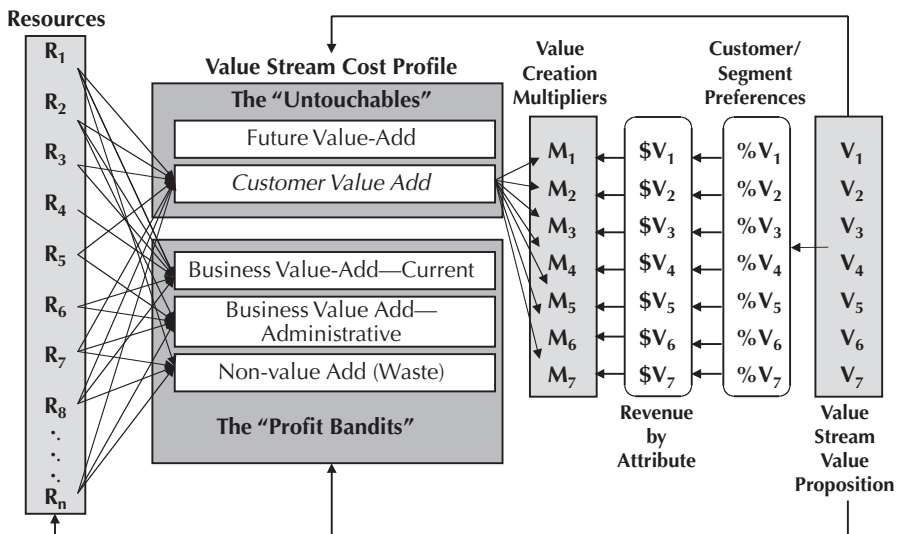 Resources
R1
R2
R3
R4
R5
R6
R7
R8
Rn
Value Stream Cost Profile
The “Untouchables”
Future Value-Add
Customer Value Add
Business Value-Add—Current
Business Value Add—
Administrative
Non-value Add (Waste)
The “Profit Bandits”
Value
Creation
Multipliers
M1
M2
M3
M4
M5
M6
M7
$V1
$V2
$V3
$V4
$V5
$V6
$V7
Revenue
by
Attribute
Customer/
Segment
Preferences
%V1
%V2
%V3
%V4
%V5
%V6
%V7
V1
V2
V3
V4
V5
V6
V7
Value
Stream
Value
Proposition